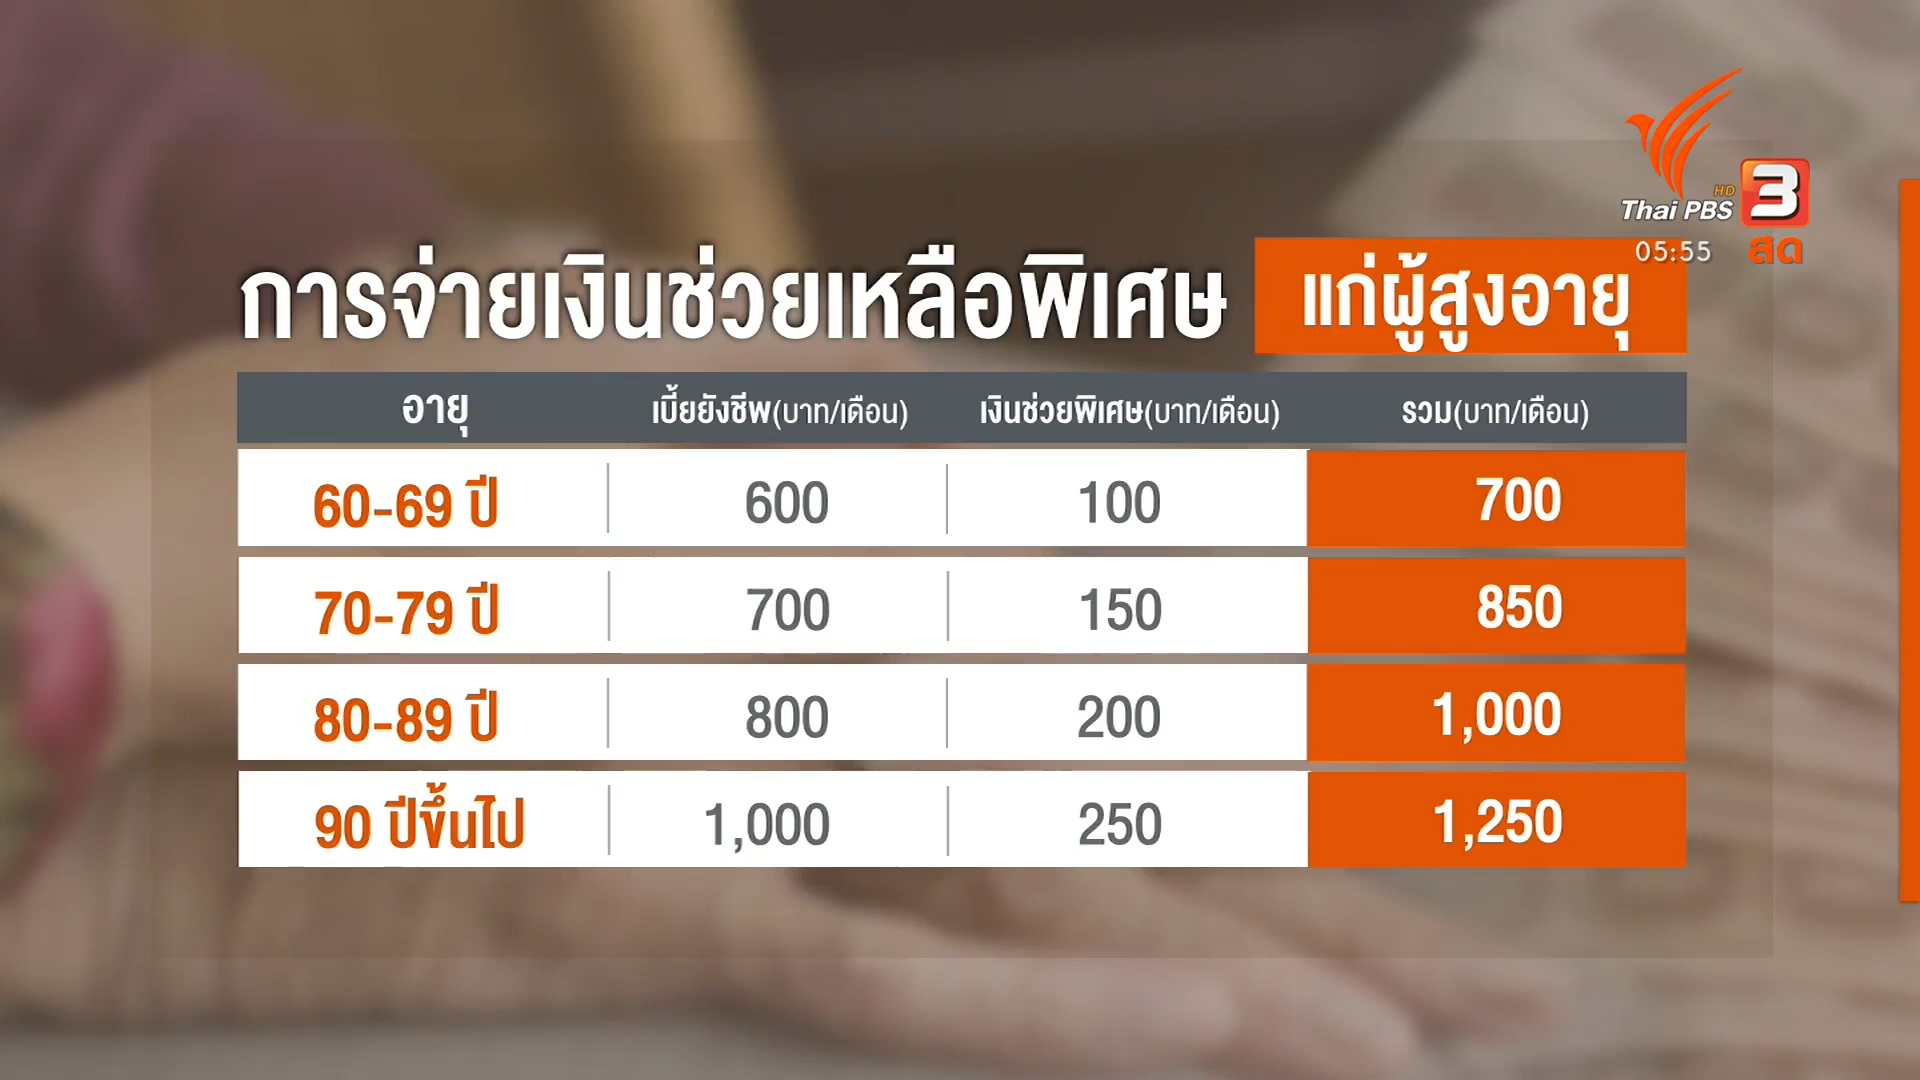 HD
Thai PBS 3
05:55 สด
การจ่ายเงินช่วยเหลือพิเศษ แก่ผู้สูงอายุ
อายุ เบี้ยยังชีพ(บาท/เดือน) เงินช่วยพิเศษ(บาท/เดือน) รวม(บาท/เดือน)
60-69 ปี 600 100 700
70-79 ปี 700 150 850
80-89 ปี 800 200 1,000
90 ปีขึ้นไป 1,000 250 1,250